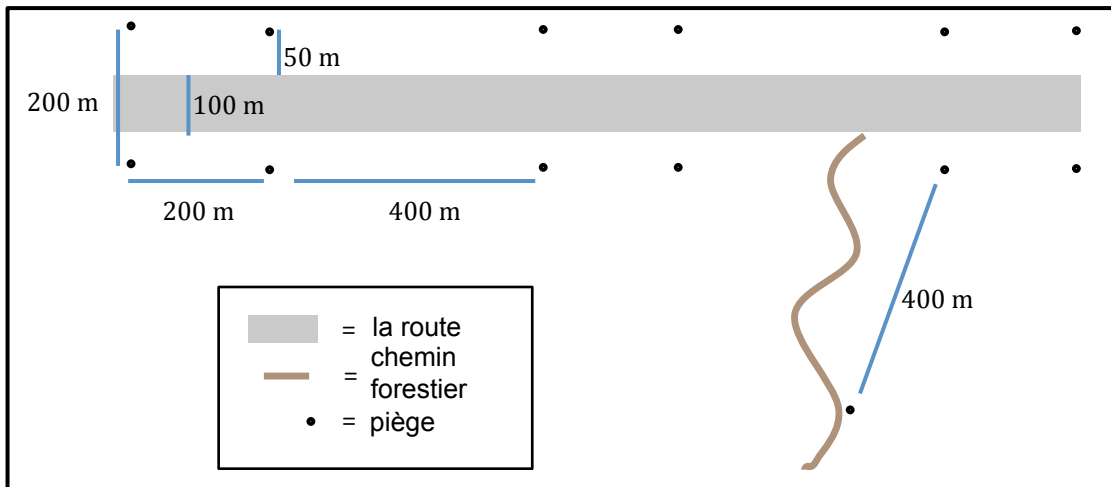 50 m
200 m
100 m
200 m
400 m
400 m
= la route
= chemin
forestier
= piège